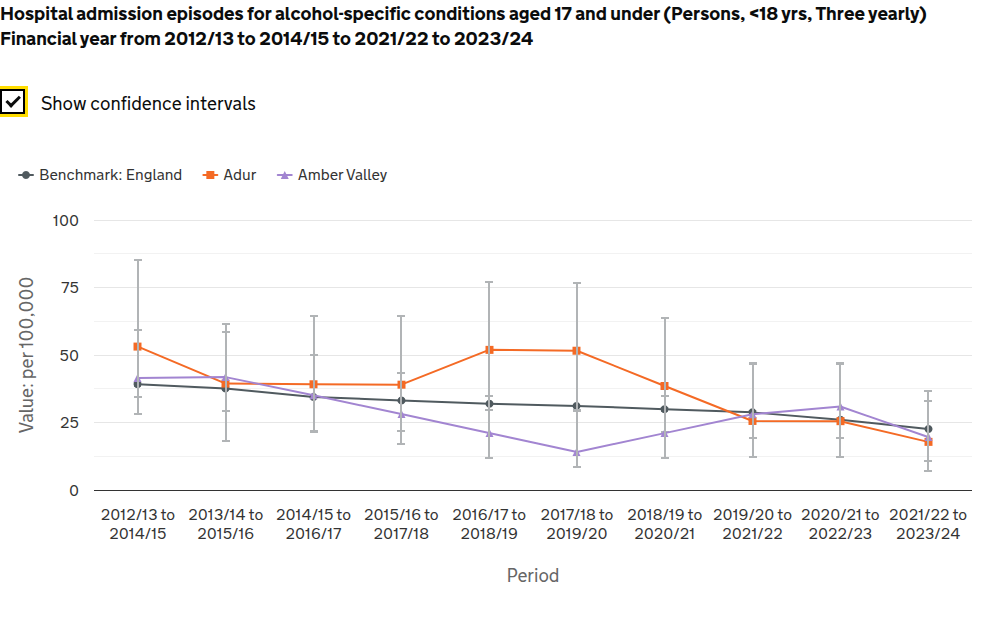 Hospital admission episodes for alcohol-specific conditions aged 17 and under (Persons, <18 yrs, Three yearly)
Financial year from 2012/13 to 2014/15 to 2021/22 to 2023/24
Show confidence intervals
Benchmark: England
Adur
Amber Valley
100
75
50
25
0
Value: per 100,000
2012/13 to
2014/15
2013/14 to
2015/16
2014/15 to
2016/17
2015/16 to
2017/18
2016/17 to
2018/19
2017/18 to
2019/20
2018/19 to
2020/21
2019/20 to
2021/22
2020/21 to
2022/23
2021/22 to
2023/24
Period